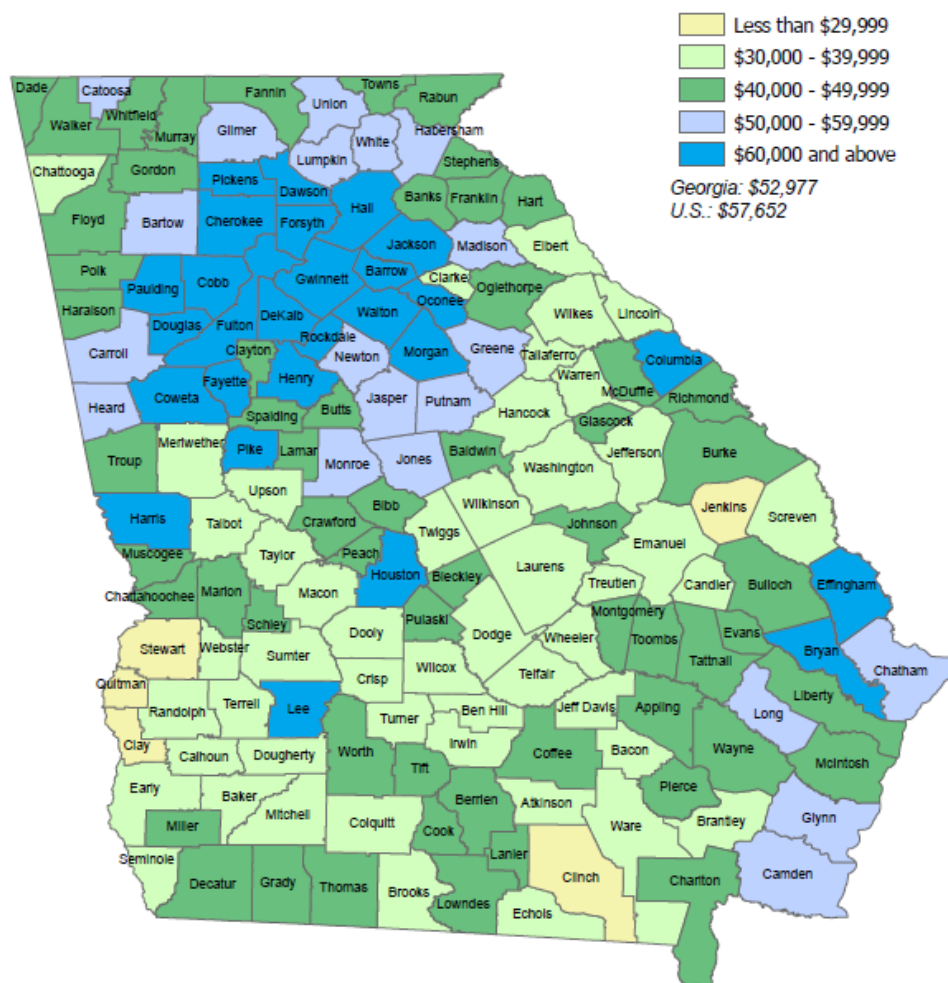 Less than $29,999
$30,000 - $39,999
$40,000 - $49,999
$50,000 - $59,999
$60,000 and above
Georgia: $52,977
U.S.: $57,652
Dade
Catoosa
Whitfield
Walker
Murray
Fannin
Union
Towns
Rabun
Gilmer
White
Habersham
Lumpkin
Stephens
Chattooga
Gordon
Pickens
Dawson
Hall
Banks
Franklin
Hart
Floyd
Bartow
Cherokee
Forsyth
Jackson
Madison
Elbert
Polk
Paulding
Cobb
Gwinnett
Barrow
Clarke
Oglethorpe
Haralson
Douglas
Fulton
DeKalb
Walton
Oconee
Wilkes
Lincoln
Carroll
Clayton
Rockdale
Newton
Morgan
Greene
Taliaferro
Columbia
Heard
Coweta
Fayette
Henry
Jasper
Putnam
Warren
McDuffie
Richmond
Spalding
Butts
Hancock
Glascock
Meriwether
Troup
Pike
Lamar
Monroe
Jones
Baldwin
Washington
Jefferson
Burke
Upson
Wilkinson
Jenkins
Screven
Harris
Talbot
Crawford
Bibb
Twiggs
Johnson
Emanuel
Muscogee
Taylor
Peach
Houston
Bleckley
Laurens
Treutlen
Candler
Bulloch
Effingham
Chattahoochee
Marion
Macon
Schley
Dooly
Pulaski
Dodge
Wheeler
Montgomery
Toombs
Tattnall
Evans
Bryan
Chatham
Stewart
Webster
Sumter
Crisp
Wilcox
Telfair
Quitman
Randolph
Terrell
Lee
Turner
Ben Hill
Jeff Davis
Appling
Long
Liberty
Clay
Calhoun
Dougherty
Worth
Tift
Irwin
Coffee
Bacon
Wayne
McIntosh
Early
Baker
Mitchell
Berrien
Atkinson
Pierce
Miller
Colquitt
Cook
Ware
Brantley
Glynn
Seminole
Decatur
Grady
Thomas
Brooks
Lanier
Lowndes
Clinch
Echols
Charlton
Camden